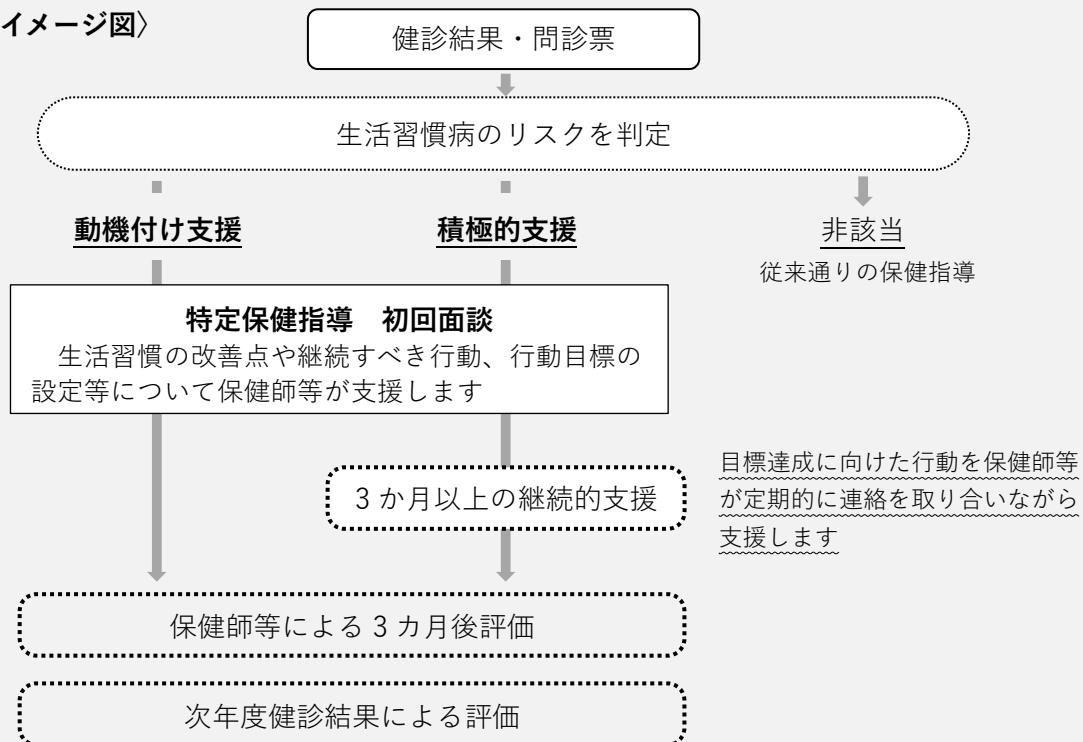 イメージ図〉
健診結果・問診票
生活習慣病のリスクを判定
動機付け支援
積極的支援
非該当
従来通りの保健指導
特定保健指導　初回面談
生活習慣の改善点や継続すべき行動、行動目標の
設定等について保健師等が支援します
3 か月以上の継続的支援
目標達成に向けた行動を保健師等
が定期的に連絡を取り合いながら
支援します
保健師等による 3 カ月後評価
次年度健診結果による評価